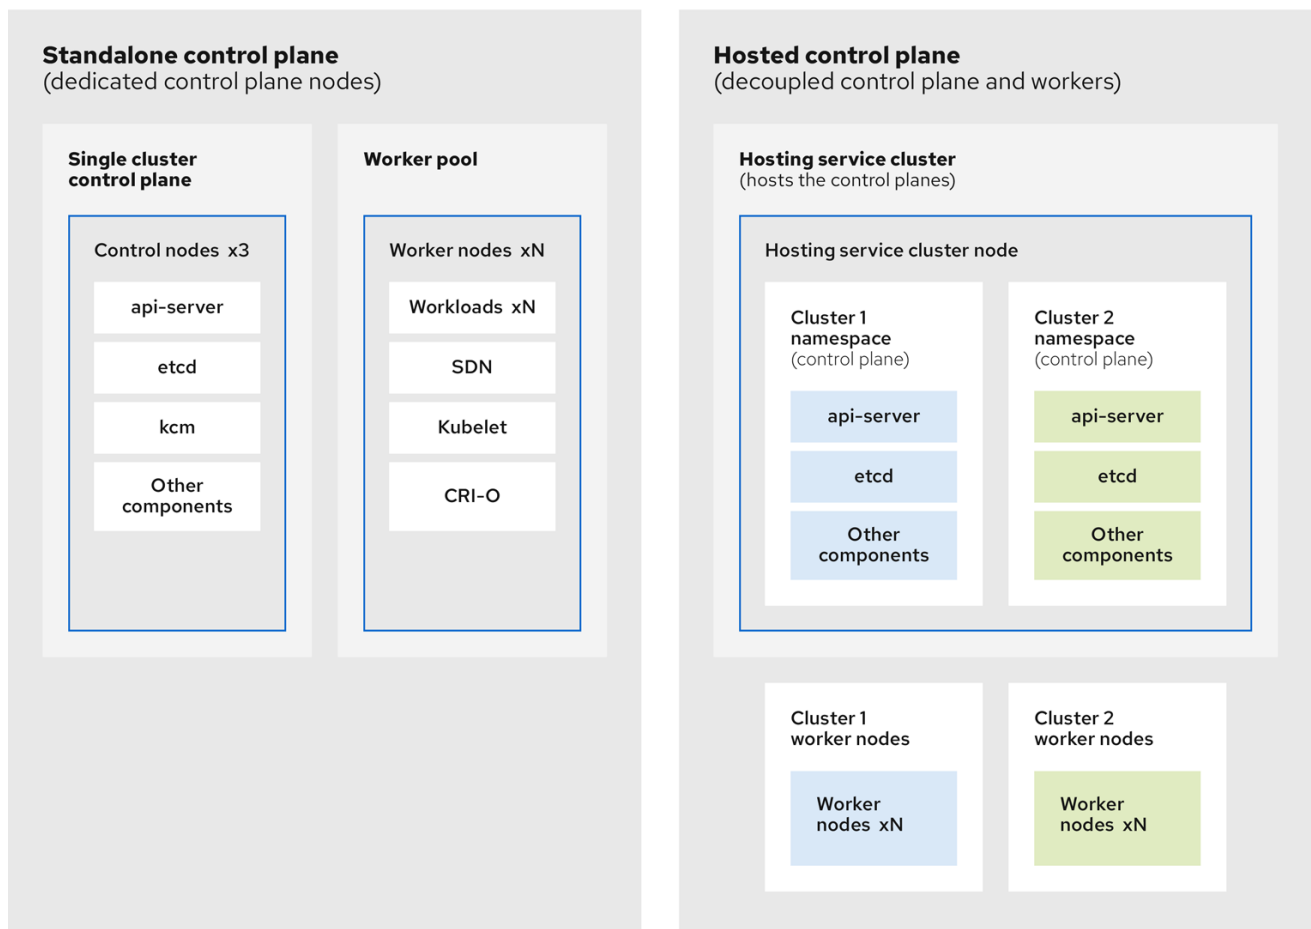 Standalone control plane
(dedicated control plane nodes)
Single cluster
control plane
Control nodes x3
api-server
etcd
kcm
Other
components
Worker pool
Worker nodes xN
Workloads xN
SDN
Kubelet
CRI-O
Hosted control plane
(decoupled control plane and workers)
Hosting service cluster
(hosts the control planes)
Hosting service cluster node
Cluster 1
namespace
(control plane)
api-server
etcd
Other
components
Cluster 2
namespace
(control plane)
api-server
etcd
Other
components
Cluster 1
worker nodes
Worker
nodes xN
Cluster 2
worker nodes
Worker
nodes xN